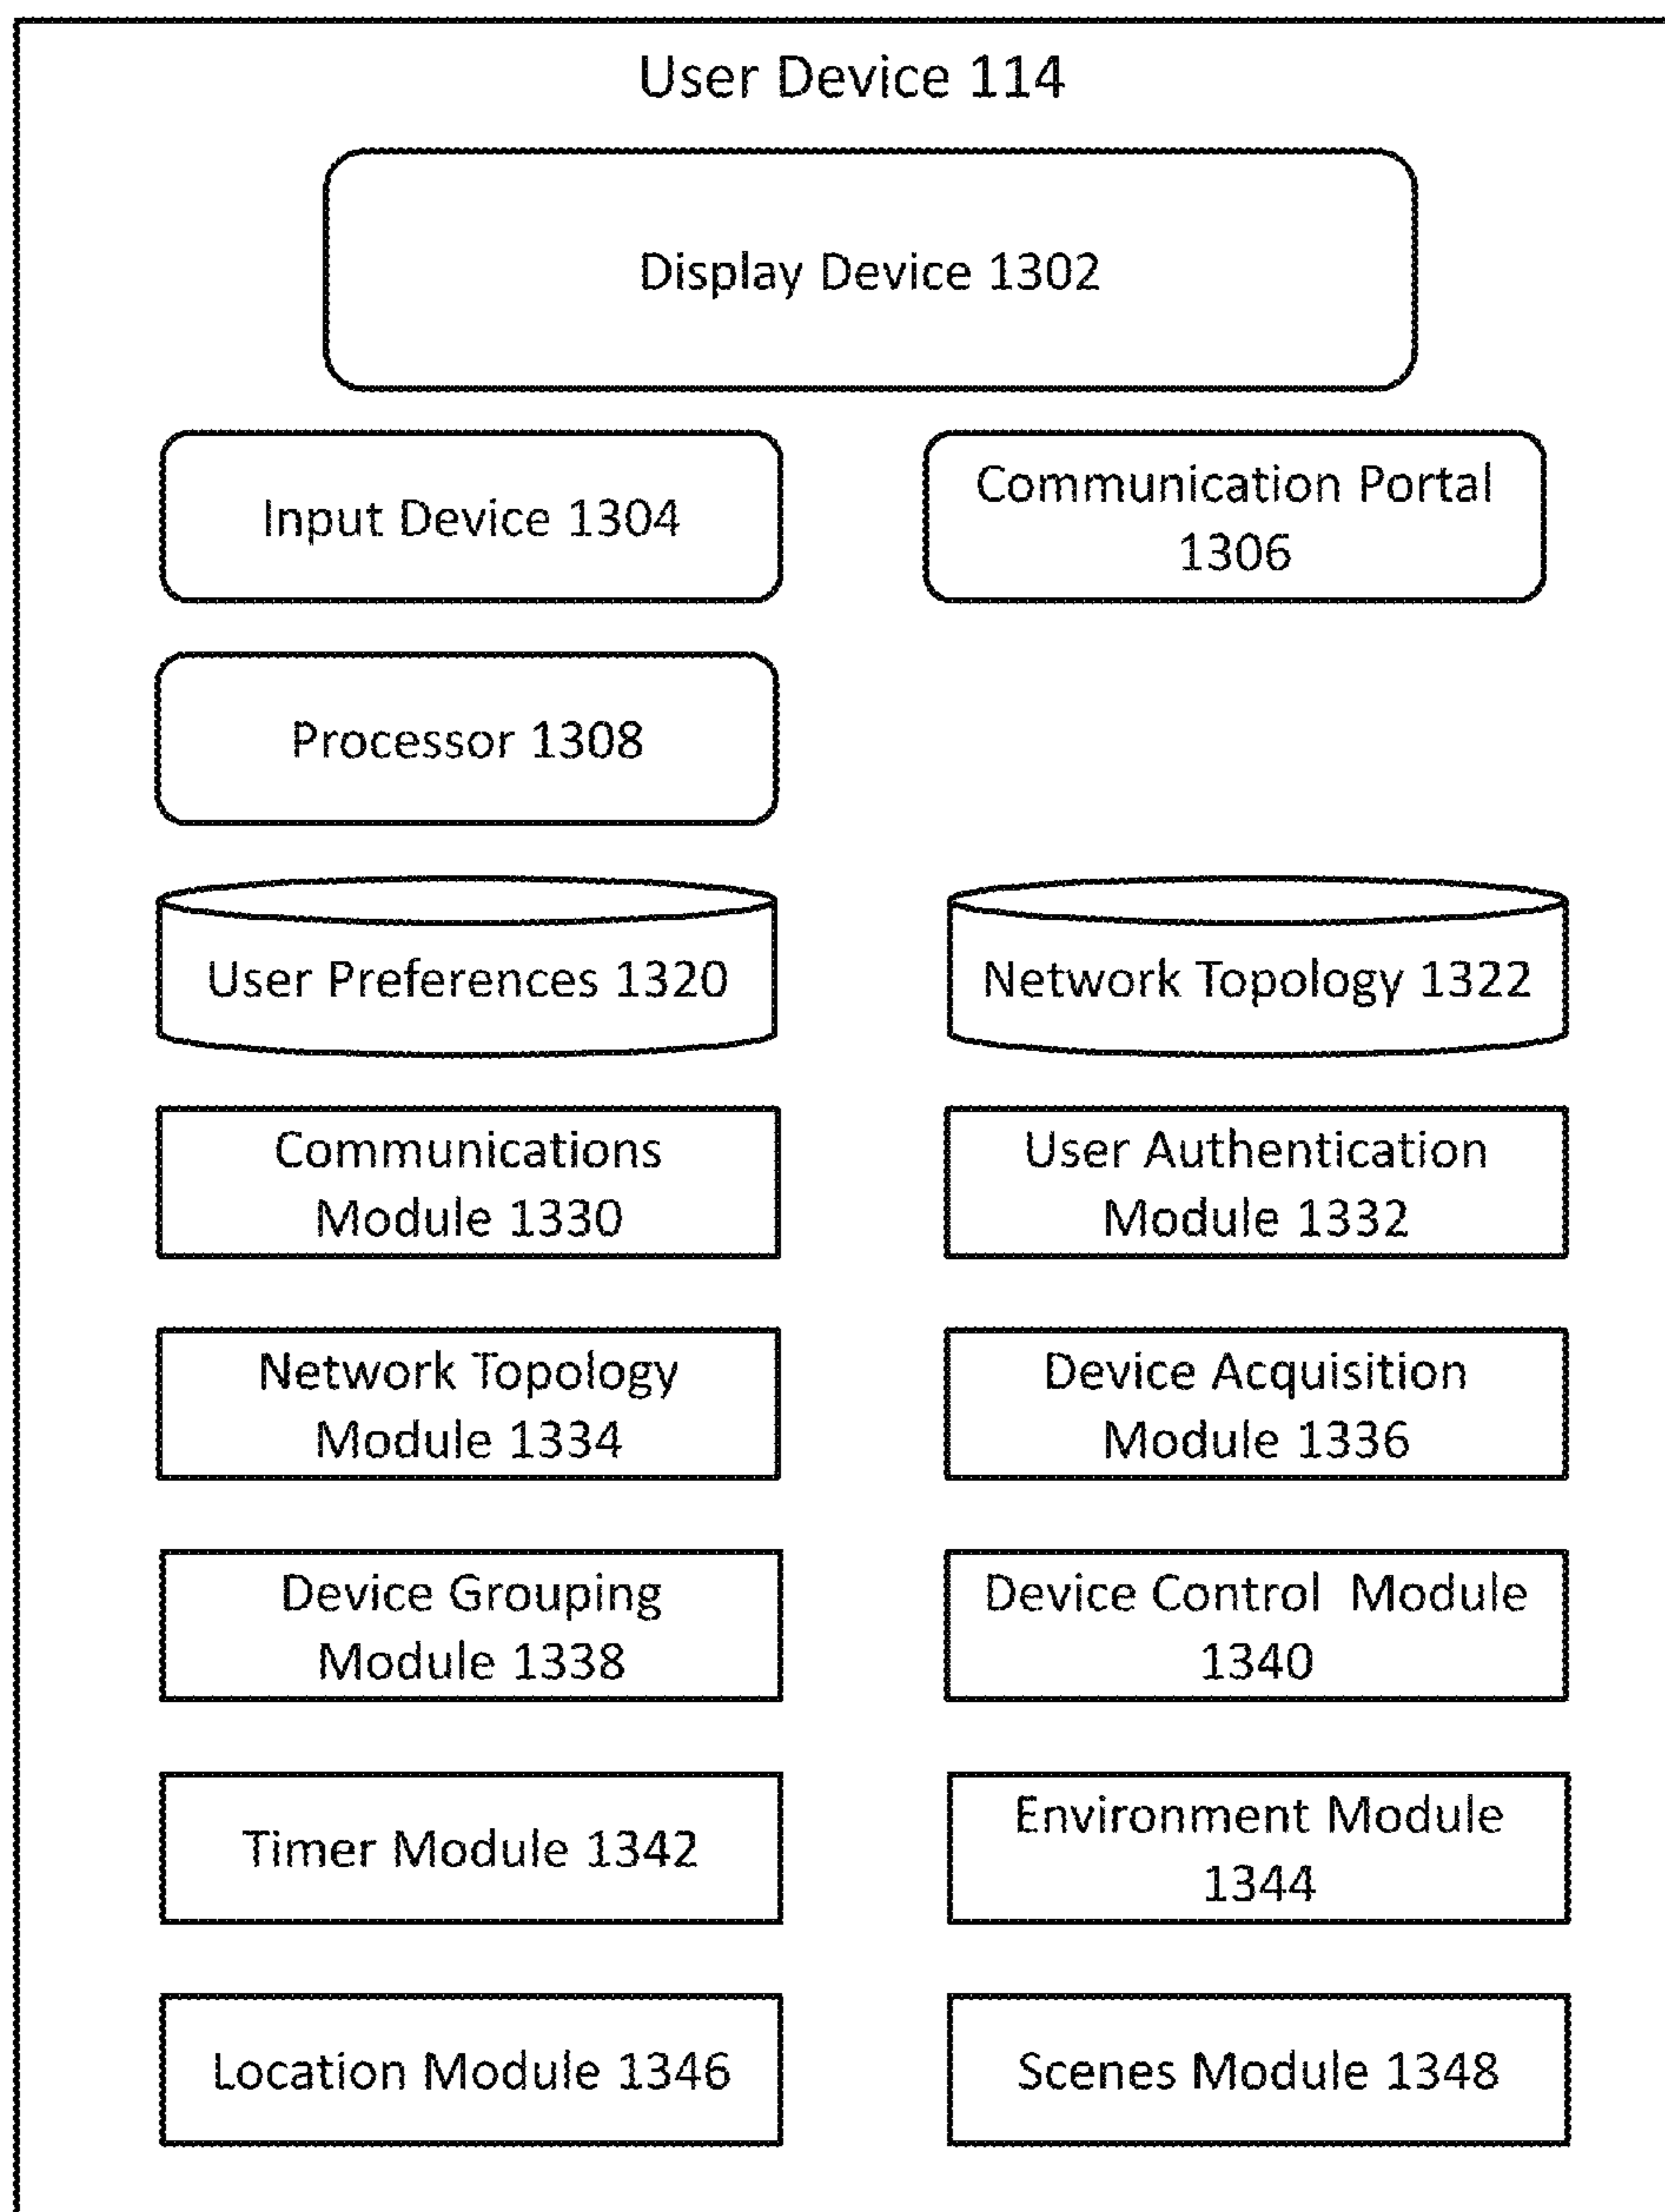 User Device 114
Display Device 1302
Input Device 1304
Communication Portal
1306
Processor 1308
User Preferences 1320
Network Topology 1322
Communications
Module 1330
User Authentication
Module 1332
Network Topology
Module 1334
Device Acquisition
Module 1336
Device Grouping
Module 1338
Device Control  Module
1340
Timer Module 1342
Environment Module
1344
Location Module 1346
Scenes Module 1348